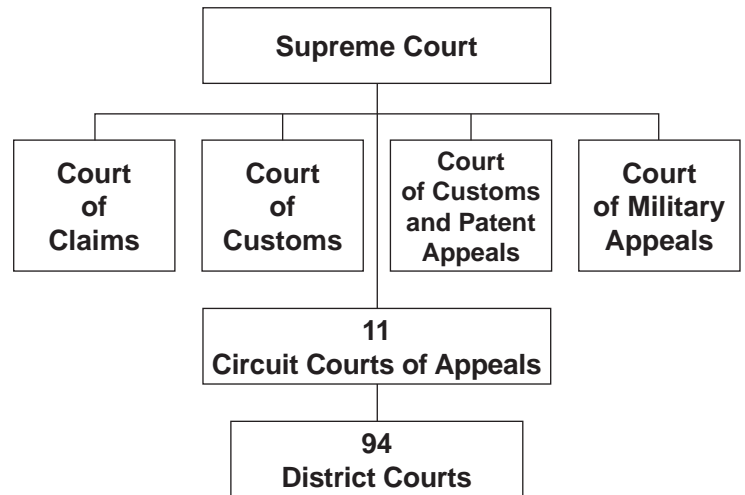 Supreme Court
Court
of
Claims
Court
of
Customs
Court
of Customs
and Patent
Appeals
Court
of Military
Appeals
11
Circuit Courts of Appeals
94
District Courts